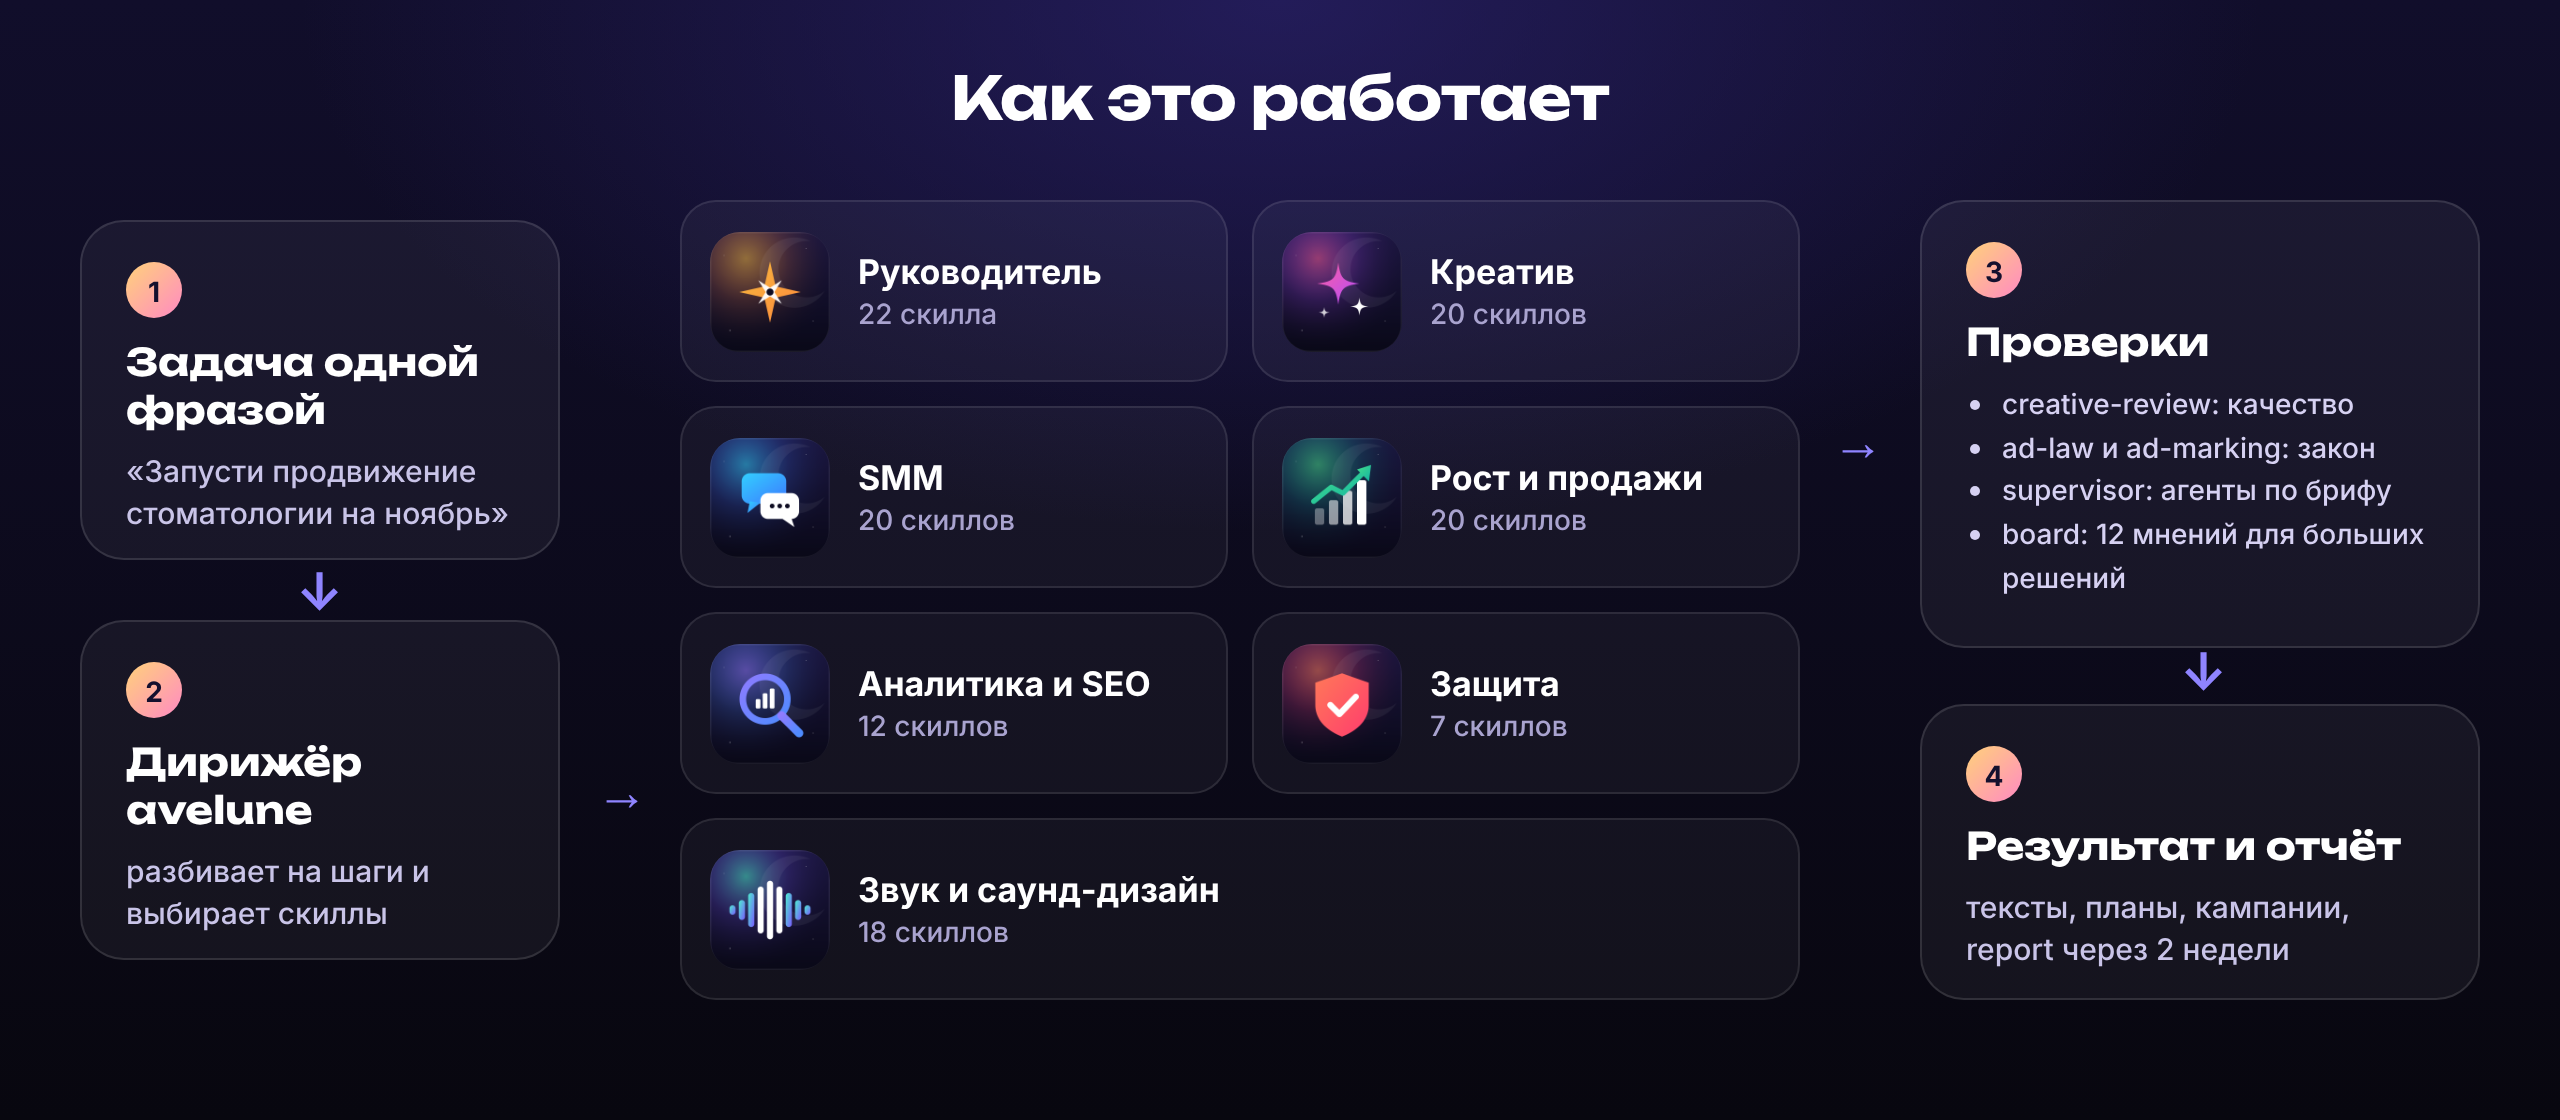 Как это работает
1
Задача одной
фразой
«Запусти продвижение
стоматологии на ноябрь»
↓
2
Дирижёр
avelune
разбивает на шаги и
выбирает скиллы
→
Руководитель
22 скилла
Креатив
20 скиллов
SMM
20 скиллов
Рост и продажи
20 скиллов
Аналитика и SEO
12 скиллов
Защита
7 скиллов
Звук и саунд-дизайн
18 скиллов
→
3
Проверки
• creative-review: качество
• ad-law и ad-marking: закон
• supervisor: агенты по брифу
• board: 12 мнений для больших
решений
↓
4
Результат и отчёт
тексты, планы, кампании,
report через 2 недели